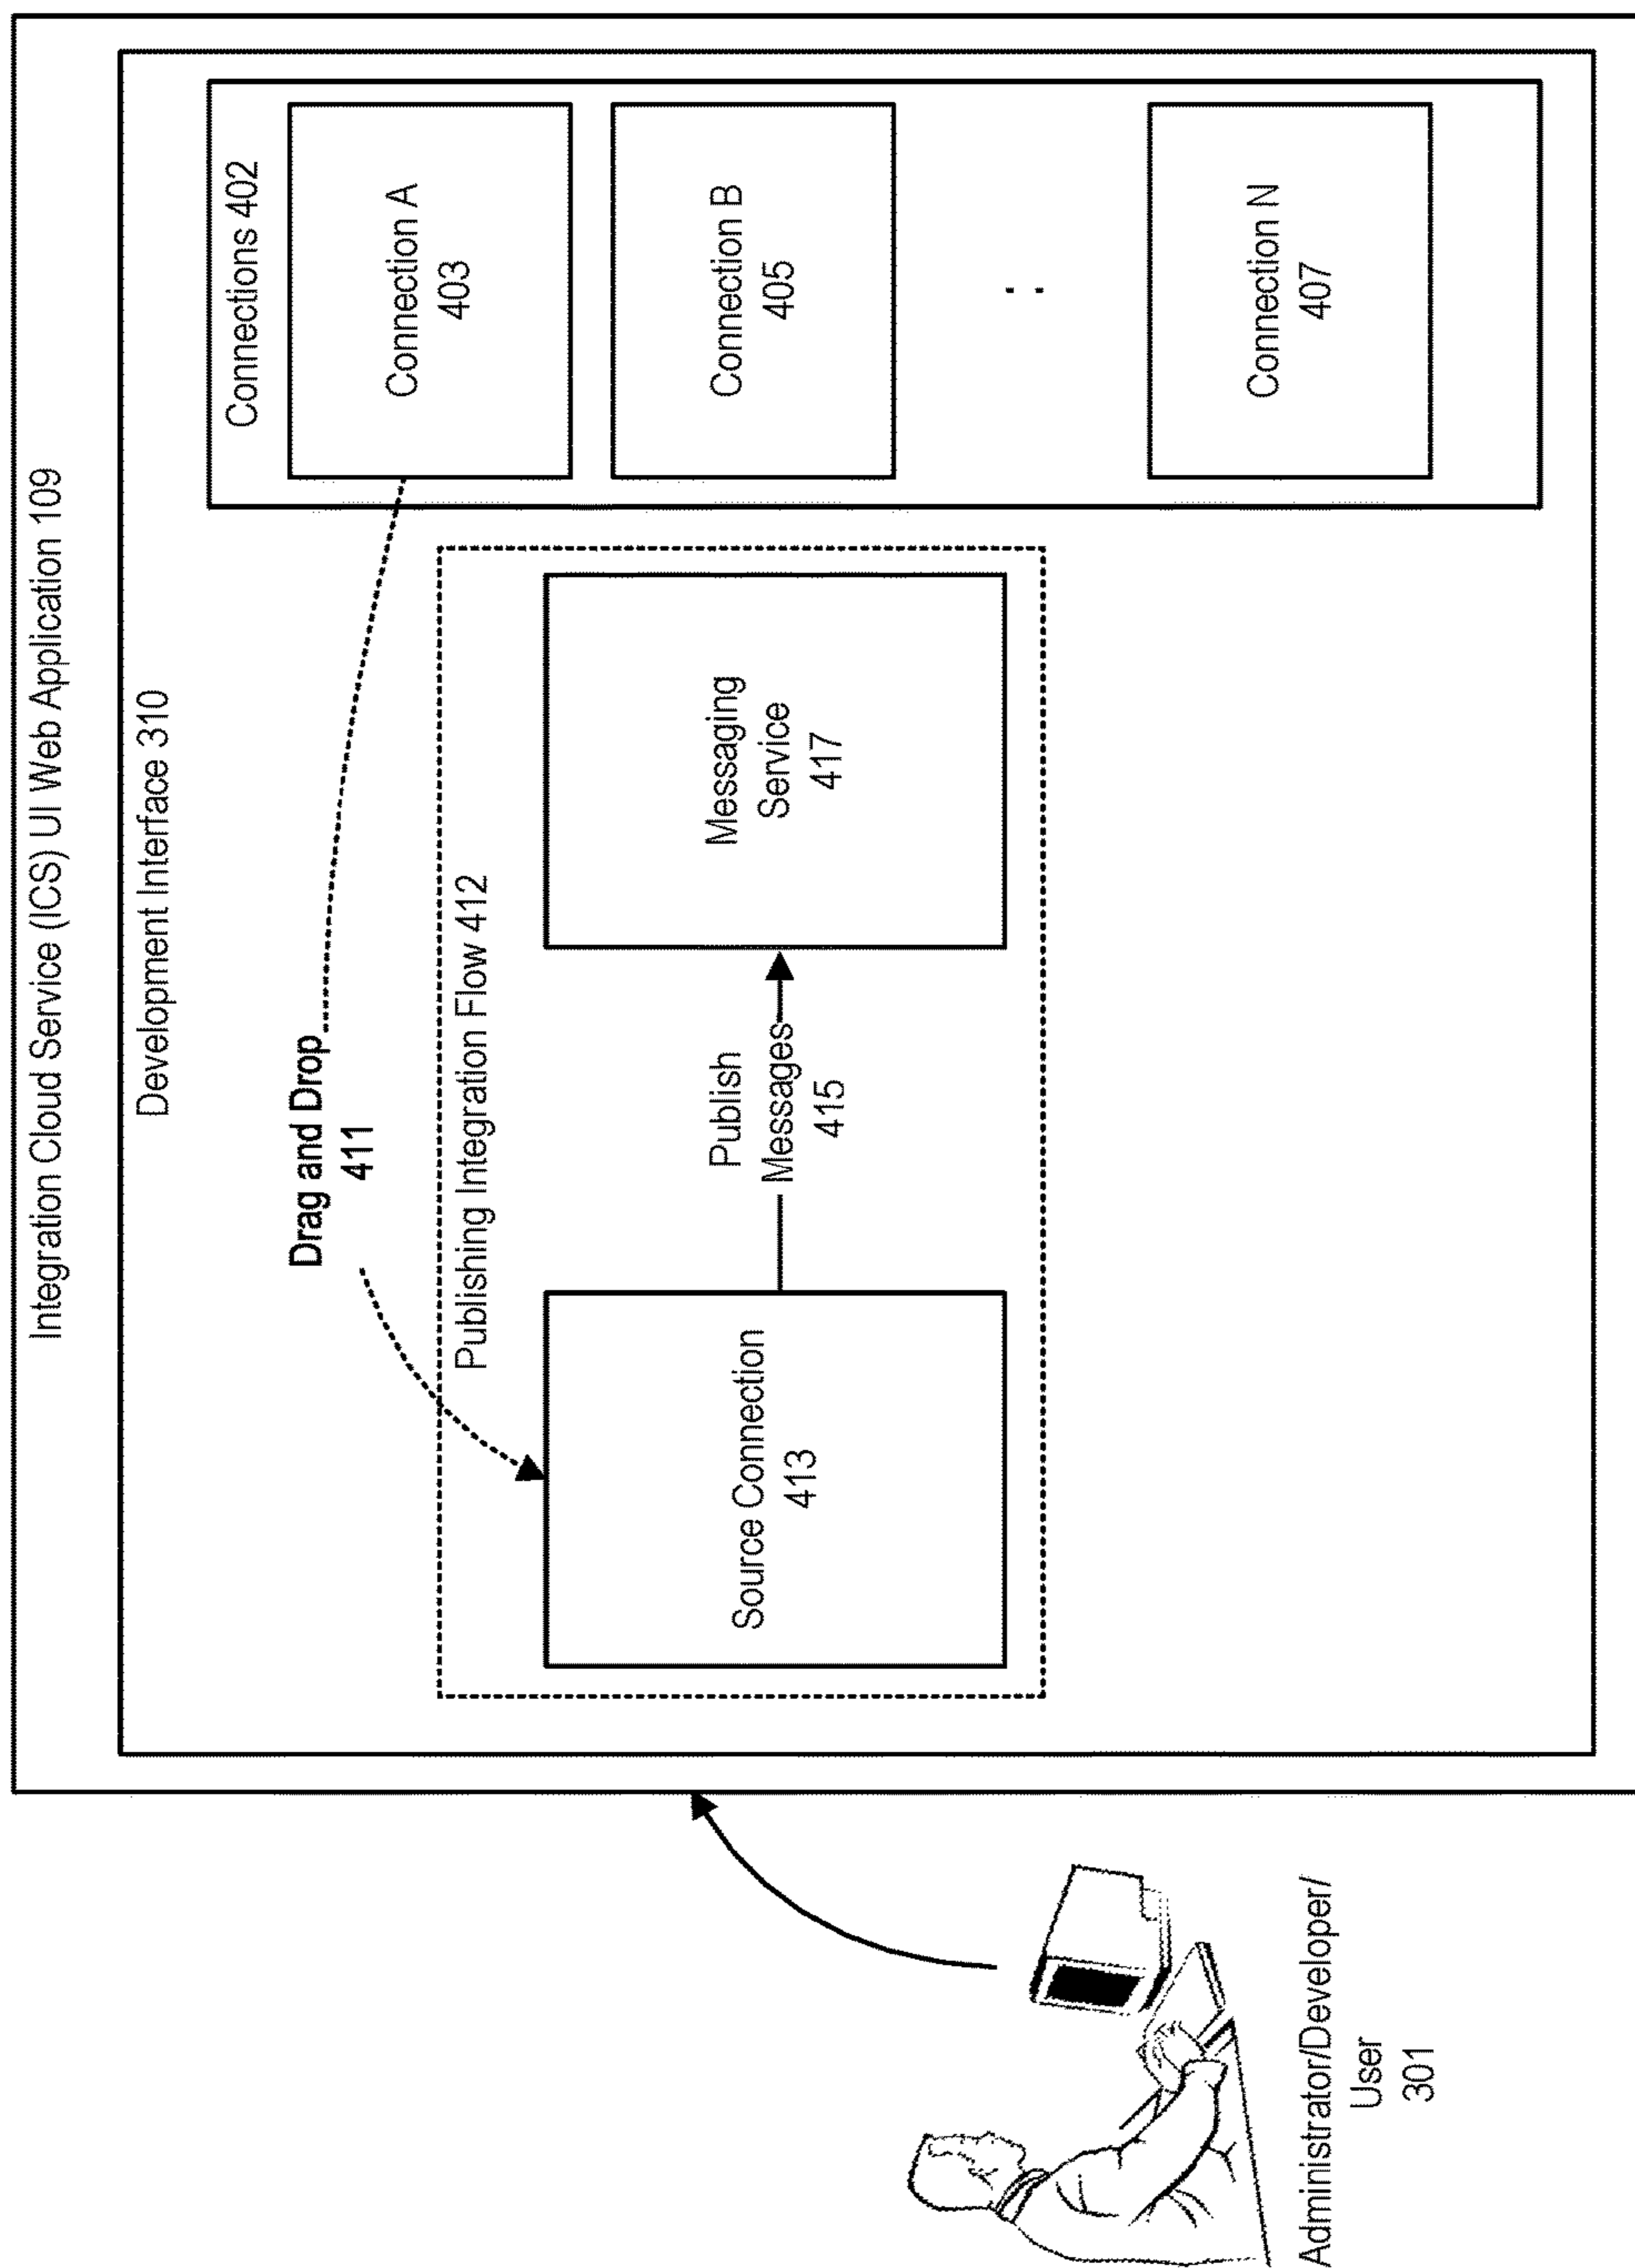 Integration Cloud Service (ICS) UI Web Application 109
Development Interface 310
Connections 402
Connection A
403
Connection B
405
Connection N
407
Drag and Drop
411
Publishing Integration Flow 412
Source Connection
413
Publish
Messages
415
Messaging
Service
417
Administrator/Developer/
User
301